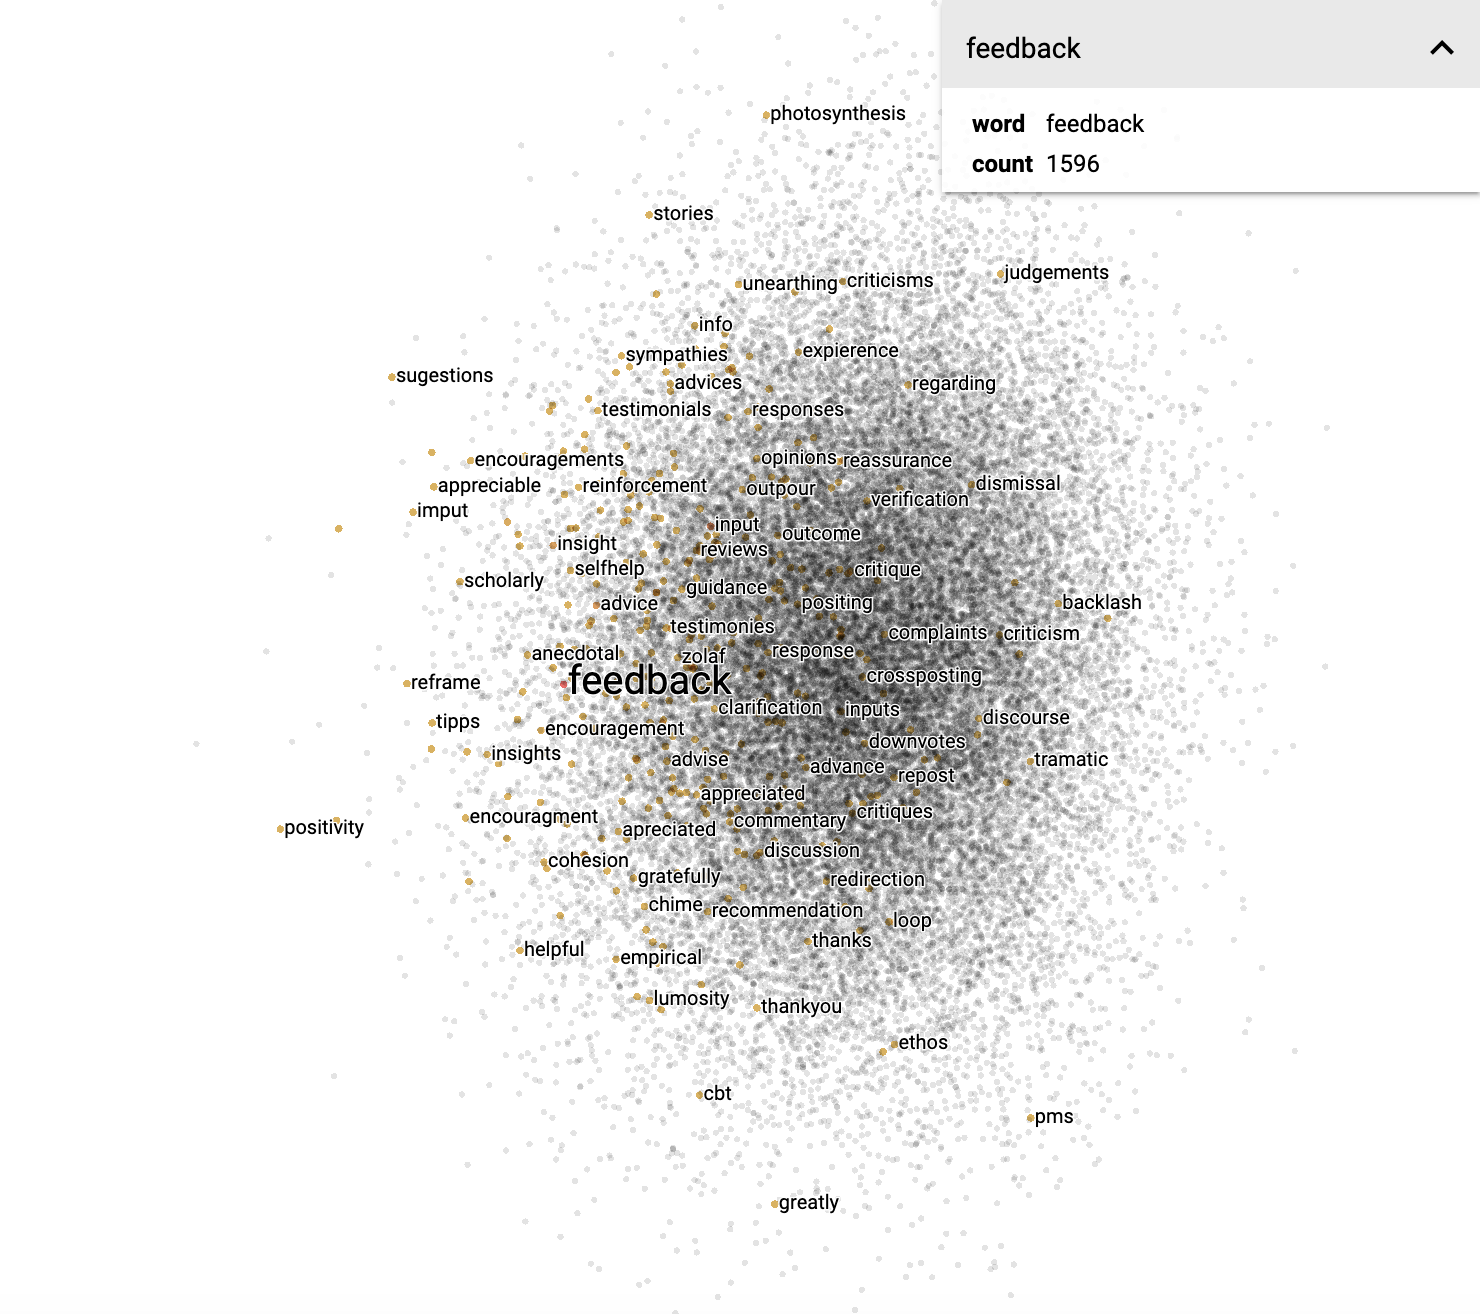 feedback
word feedback
count 1596
photosynthesis
stories
judgements
unearthing
criticisms
info
sympathies
expierence
sugestions
advices
regarding
testimonials
responses
encouragements
opinions
reassurance
appreciable
reinforcement
outpour
dismissal
verification
imput
input
outcome
insight
reviews
selfhelp
critique
scholarly
guidance
advice
positing
backlash
testimonies
complaints
criticism
anecdotal
zolaf
response
feedback
crossposting
reframe
clarification
inputs
discourse
tipps
encouragement
downvotes
insights
advise
advance
repost
tramatic
appreciated
encouragment
commentary
critiques
positivity
apreciated
discussion
cohesion
gratefully
redirection
chime
recommendation
loop
thanks
helpful
empirical
lumosity
thankyou
ethos
cbt
pms
greatly